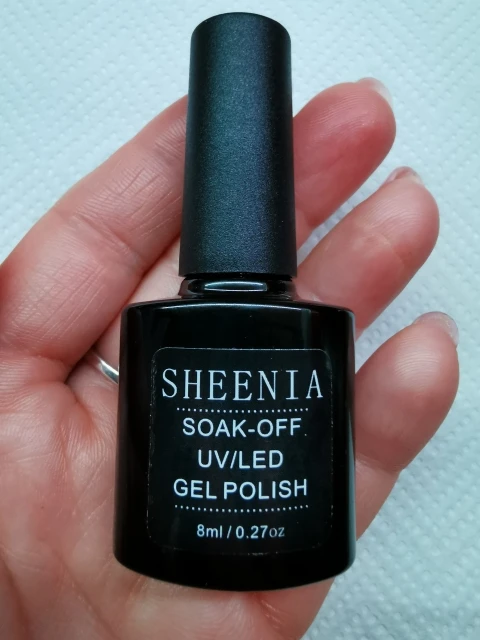 SHEENIA
SOAK-OFF
UV/LED
GEL POLISH
8ml / 0.27oz